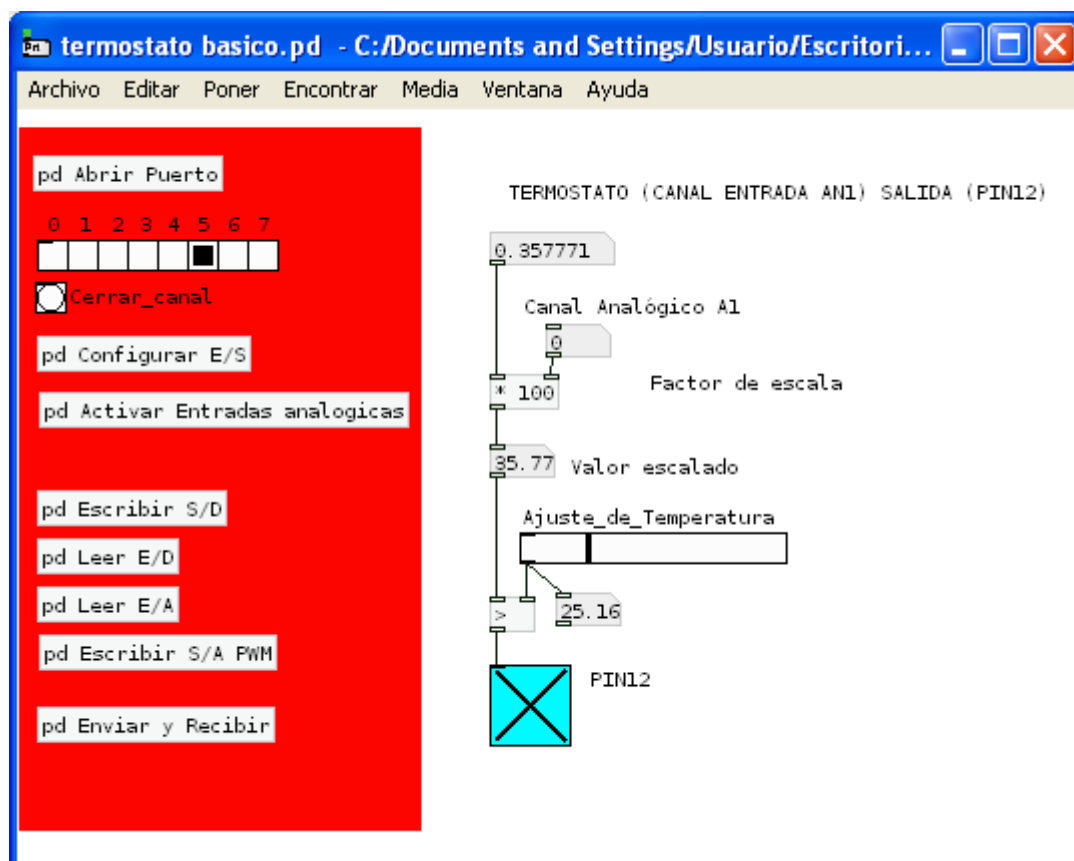 termostato basico.pd - C:/Documents and Settings/Usuario/Escritori...
Archivo Editar Poner Encontrar Media Ventana Ayuda
pd Abrir Puerto
0 1 2 3 4 5 6 7
Cerrar_canal
pd Configurar E/S
pd Activar Entradas analogicas
pd Escribir S/D
pd Leer E/D
pd Leer E/A
pd Escribir S/A PWM
pd Enviar y Recibir
TERMOSTATO (CANAL ENTRADA AN1) SALIDA (PIN12)
0.357771
Canal Analógico A1
0
* 100
Factor de escala
35.77
Valor escalado
Ajuste_de_Temperatura
>
25.16
PIN12